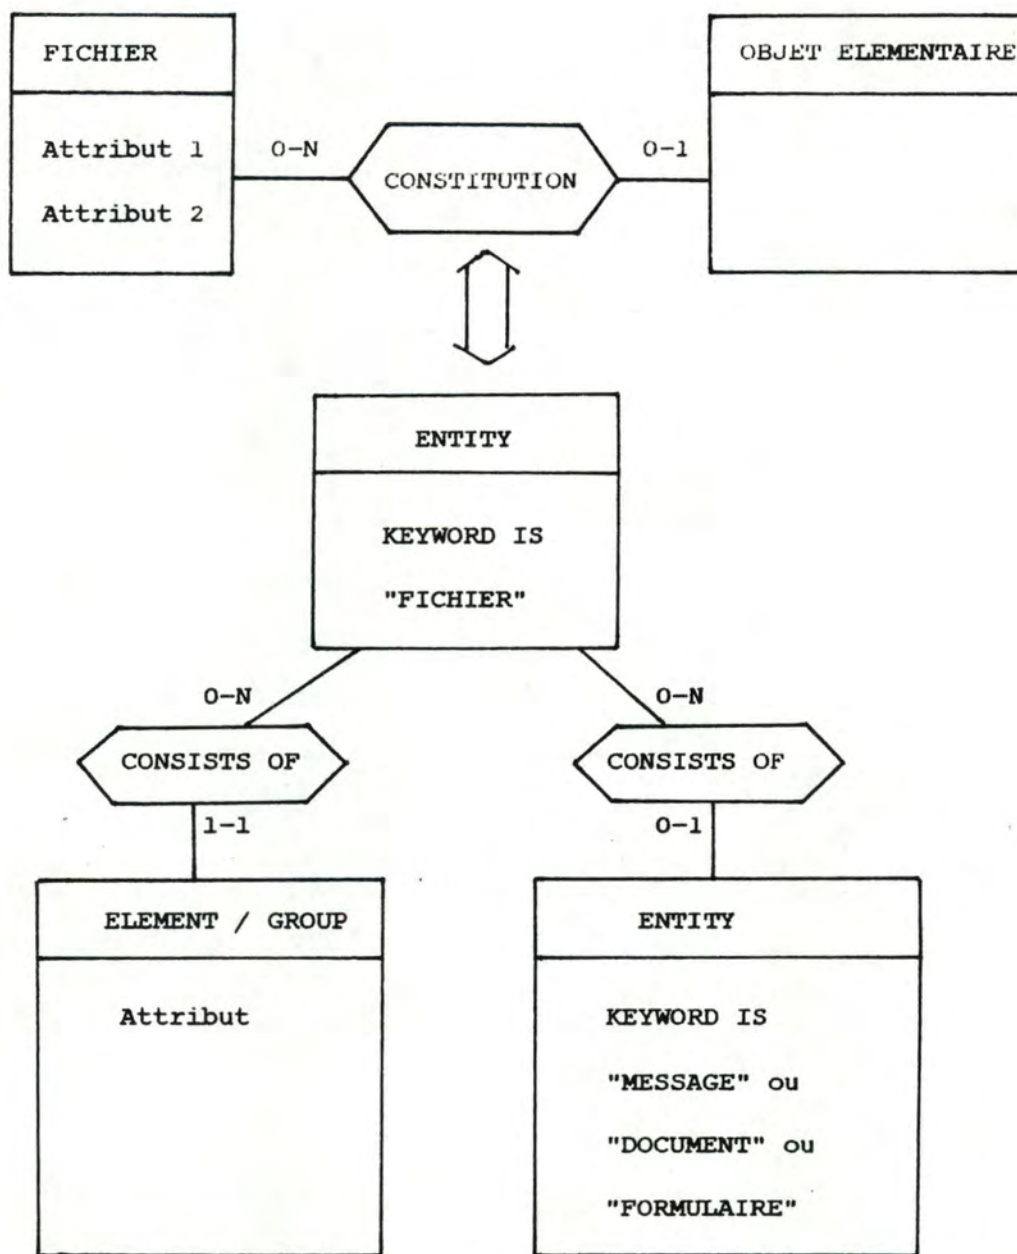 FICHIER
Attribut 1
Attribut 2
O-N
CONSTITUTION
O-1
OBJET ELEMENTAIRE
ENTITY
KEYWORD IS
"FICHIER"
O-N
O-N
CONSISTS OF
CONSISTS OF
1-1
O-1
ELEMENT / GROUP
Attribut
ENTITY
KEYWORD IS
"MESSAGE" ou
"DOCUMENT" ou
"FORMULAIRE"